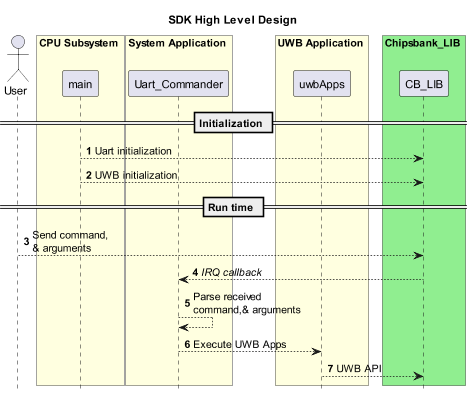 SDK High Level Design
CPU Subsystem
System Application
UWB Application
Chipsbank_LIB
User
main
Uart_Commander
uwbApps
CB_LIB
Initialization
1 Uart initialization
2 UWB initialization
Run time
3 Send command,
& arguments
4 IRQ callback
5 Parse received
command,& arguments
6 Execute UWB Apps
7 UWB API